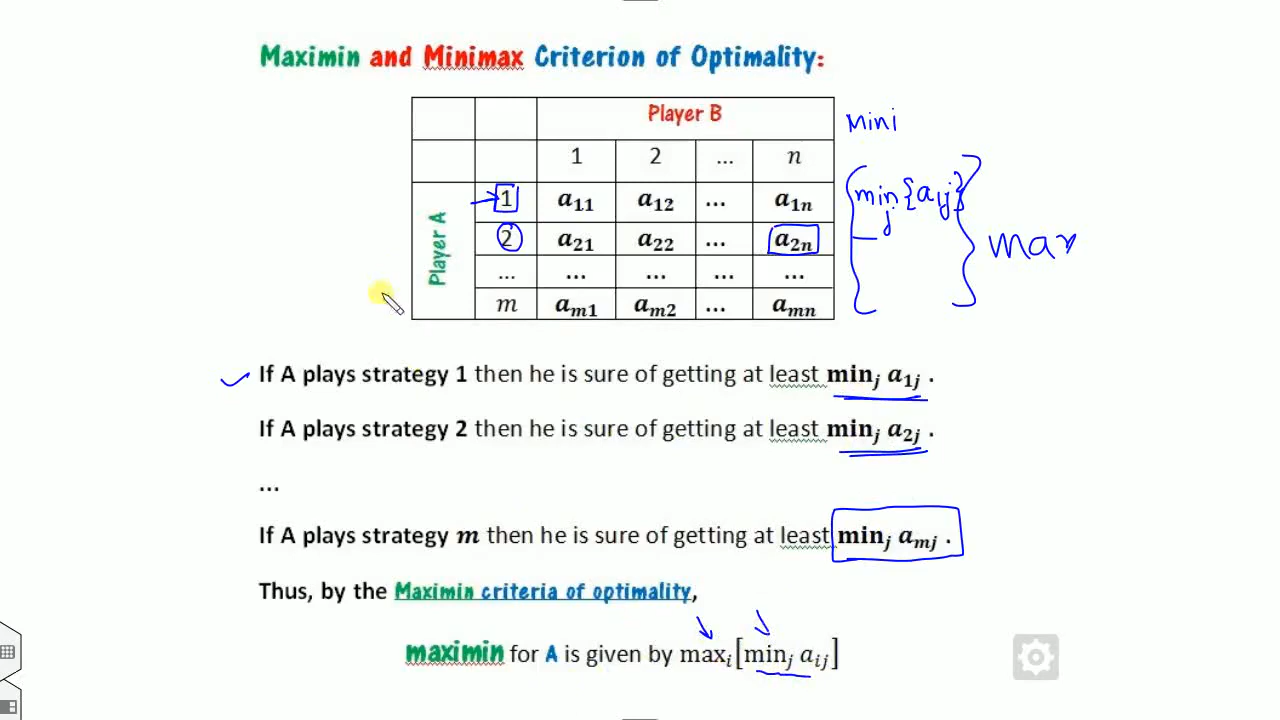 Maximin and Minimax Criterion of Optimality:
Player B
Mini
1 2 ... n
Player A
1 a₁₁ a₁₂ ... a₁ₙ
minⱼ{aᵢⱼ}
2 a₂₁ a₂₂ ... a₂ₙ
max
... ... ... ... ...
m aₘ₁ aₘ₂ ... aₘₙ
If A plays strategy 1 then he is sure of getting at least minⱼ a₁ⱼ .
If A plays strategy 2 then he is sure of getting at least minⱼ a₂ⱼ .
...
If A plays strategy m then he is sure of getting at least minⱼ aₘⱼ .
Thus, by the Maximin criteria of optimality,
maximin for A is given by maxᵢ[minⱼ aᵢⱼ]